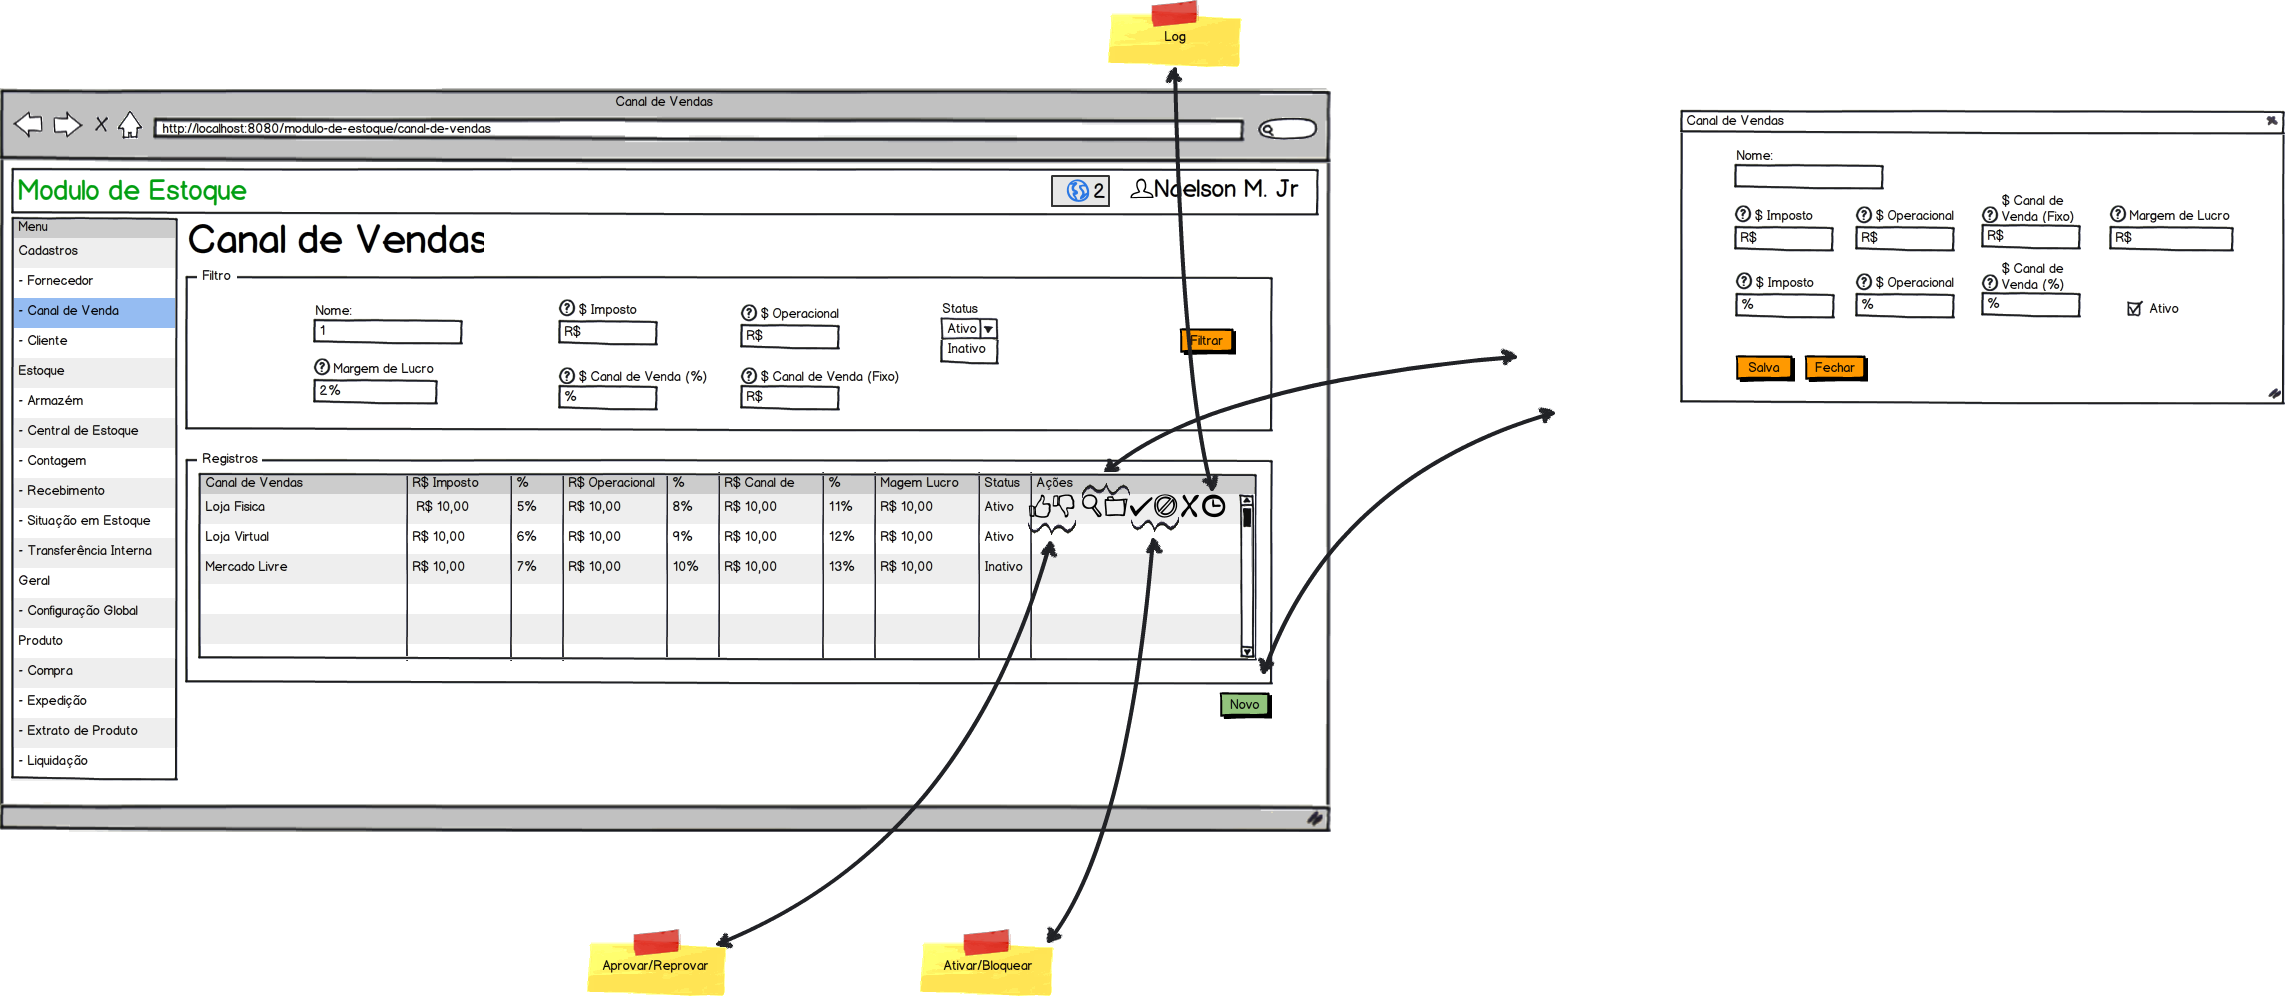 Log
Canal de Vendas
http://localhost:8080/modulo-de-estoque/canal-de-vendas
Modulo de Estoque
2
Naelson M. Jr
Menu
Cadastros
- Fornecedor
- Canal de Venda
- Cliente
Estoque
- Armazém
- Central de Estoque
- Contagem
- Recebimento
- Situação em Estoque
- Transferência Interna
Geral
- Configuração Global
Produto
- Compra
- Expedição
- Extrato de Produto
- Liquidação
Canal de Vendas
Filtro
Nome:
1
? $ Imposto
R$
? $ Operacional
R$
Status
Ativo
Inativo
Filtrar
? Margem de Lucro
2%
? $ Canal de Venda (%)
%
? $ Canal de Venda (Fixo)
R$
Registros
Canal de Vendas R$ Imposto % R$ Operacional % R$ Canal de % Magem Lucro Status Ações
Loja Fisica R$ 10,00 5% R$ 10,00 8% R$ 10,00 11% R$ 10,00 Ativo
Loja Virtual R$ 10,00 6% R$ 10,00 9% R$ 10,00 12% R$ 10,00 Ativo
Mercado Livre R$ 10,00 7% R$ 10,00 10% R$ 10,00 13% R$ 10,00 Inativo
Novo
Aprovar/Reprovar
Ativar/Bloquear
Canal de Vendas
Nome:
? $ Imposto
R$
? $ Operacional
R$
$ Canal de
? Venda (Fixo)
R$
? Margem de Lucro
R$
? $ Imposto
%
? $ Operacional
%
$ Canal de
? Venda (%)
%
Ativo
Salva
Fechar